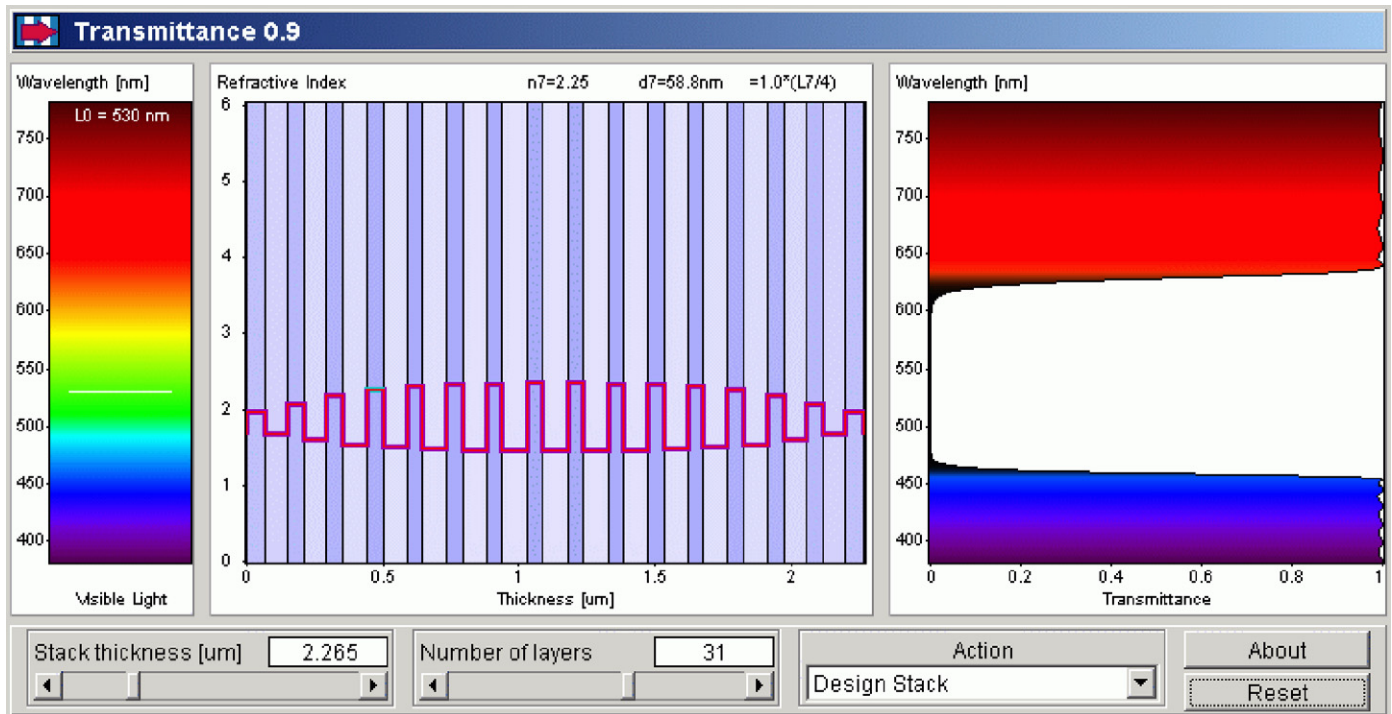 Transmittance 0.9
Wavelength [nm]
L0 = 530 nm
750
700
650
600
550
500
450
400
Visible Light
Refractive Index n7=2.25 d7=58.8nm =1.0*(L7/4)
6
5
4
3
2
1
0
0 0.5 1 1.5 2
Thickness [um]
Wavelength [nm]
750
700
650
600
550
500
450
400
0 0.2 0.4 0.6 0.8 1
Transmittance
Stack thickness [um] 2.265
Number of layers 31
Action
Design Stack
About
Reset